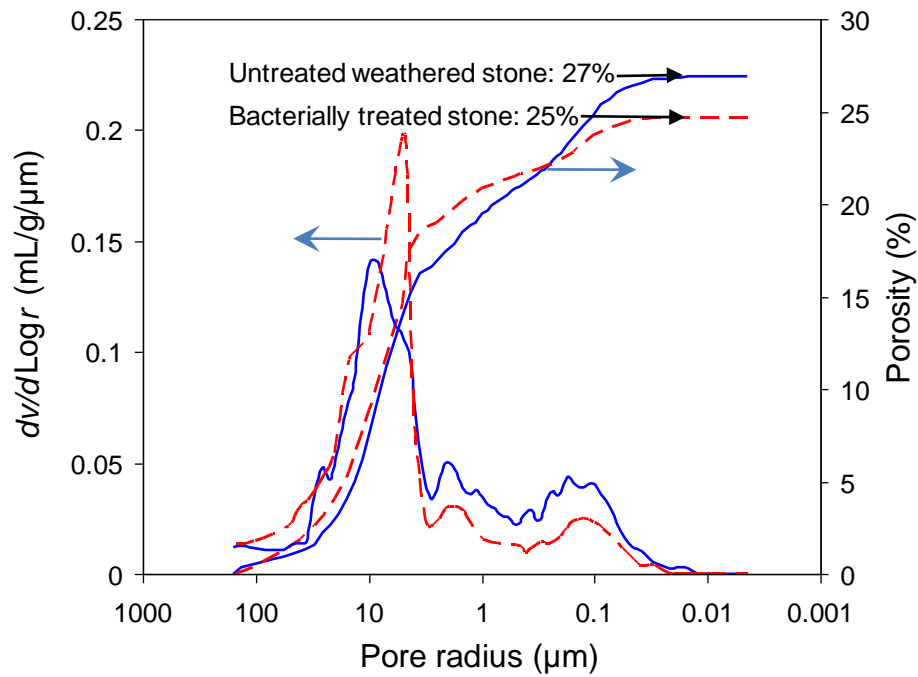 Untreated weathered stone: 27%
Bacterially treated stone: 25%
dv/dLog r (mL/g/µm)
0.25
0.2
0.15
0.1
0.05
0
30
25
20
15
10
5
0
Porosity (%)
1000 100 10 1 0.1 0.01 0.001
Pore radius (µm)